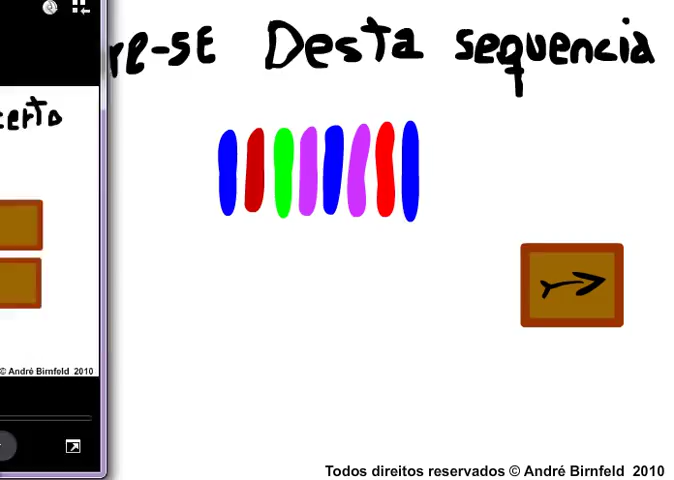 re-se Desta sequencia
certo
© André Birnfeld 2010
Todos direitos reservados © André Birnfeld 2010